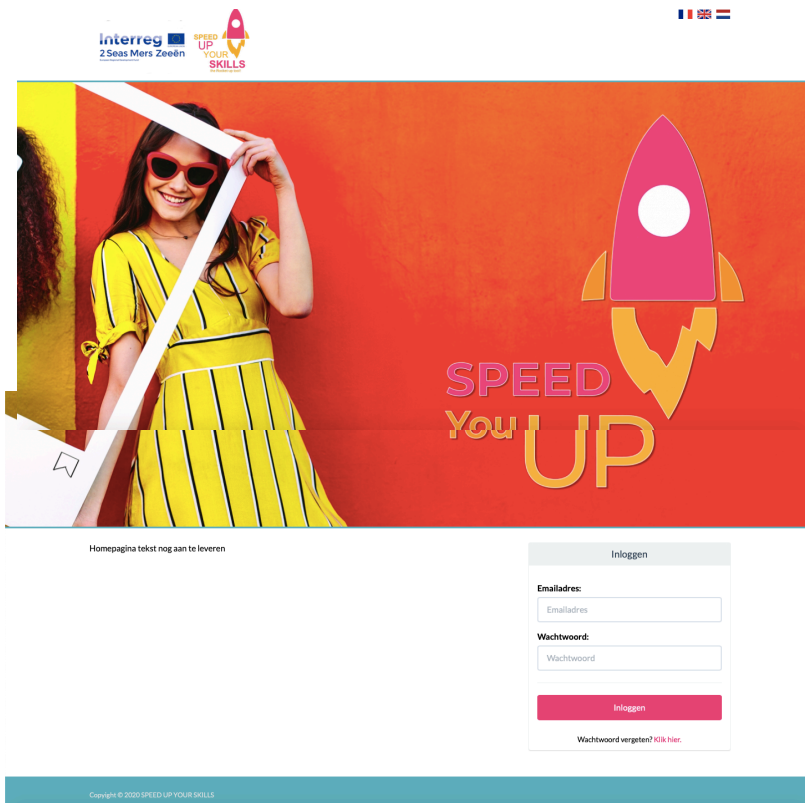 Interreg
2 Seas Mers Zeeën
SPEED
UP
YOUR
SKILLS
SPEED
You UP
Homepagina tekst nog aan te leveren
Inloggen
Emailadres:
Emailadres
Wachtwoord:
Wachtwoord
Inloggen
Wachtwoord vergeten? Klik hier.
Copyright © 2020 SPEED UP YOUR SKILLS